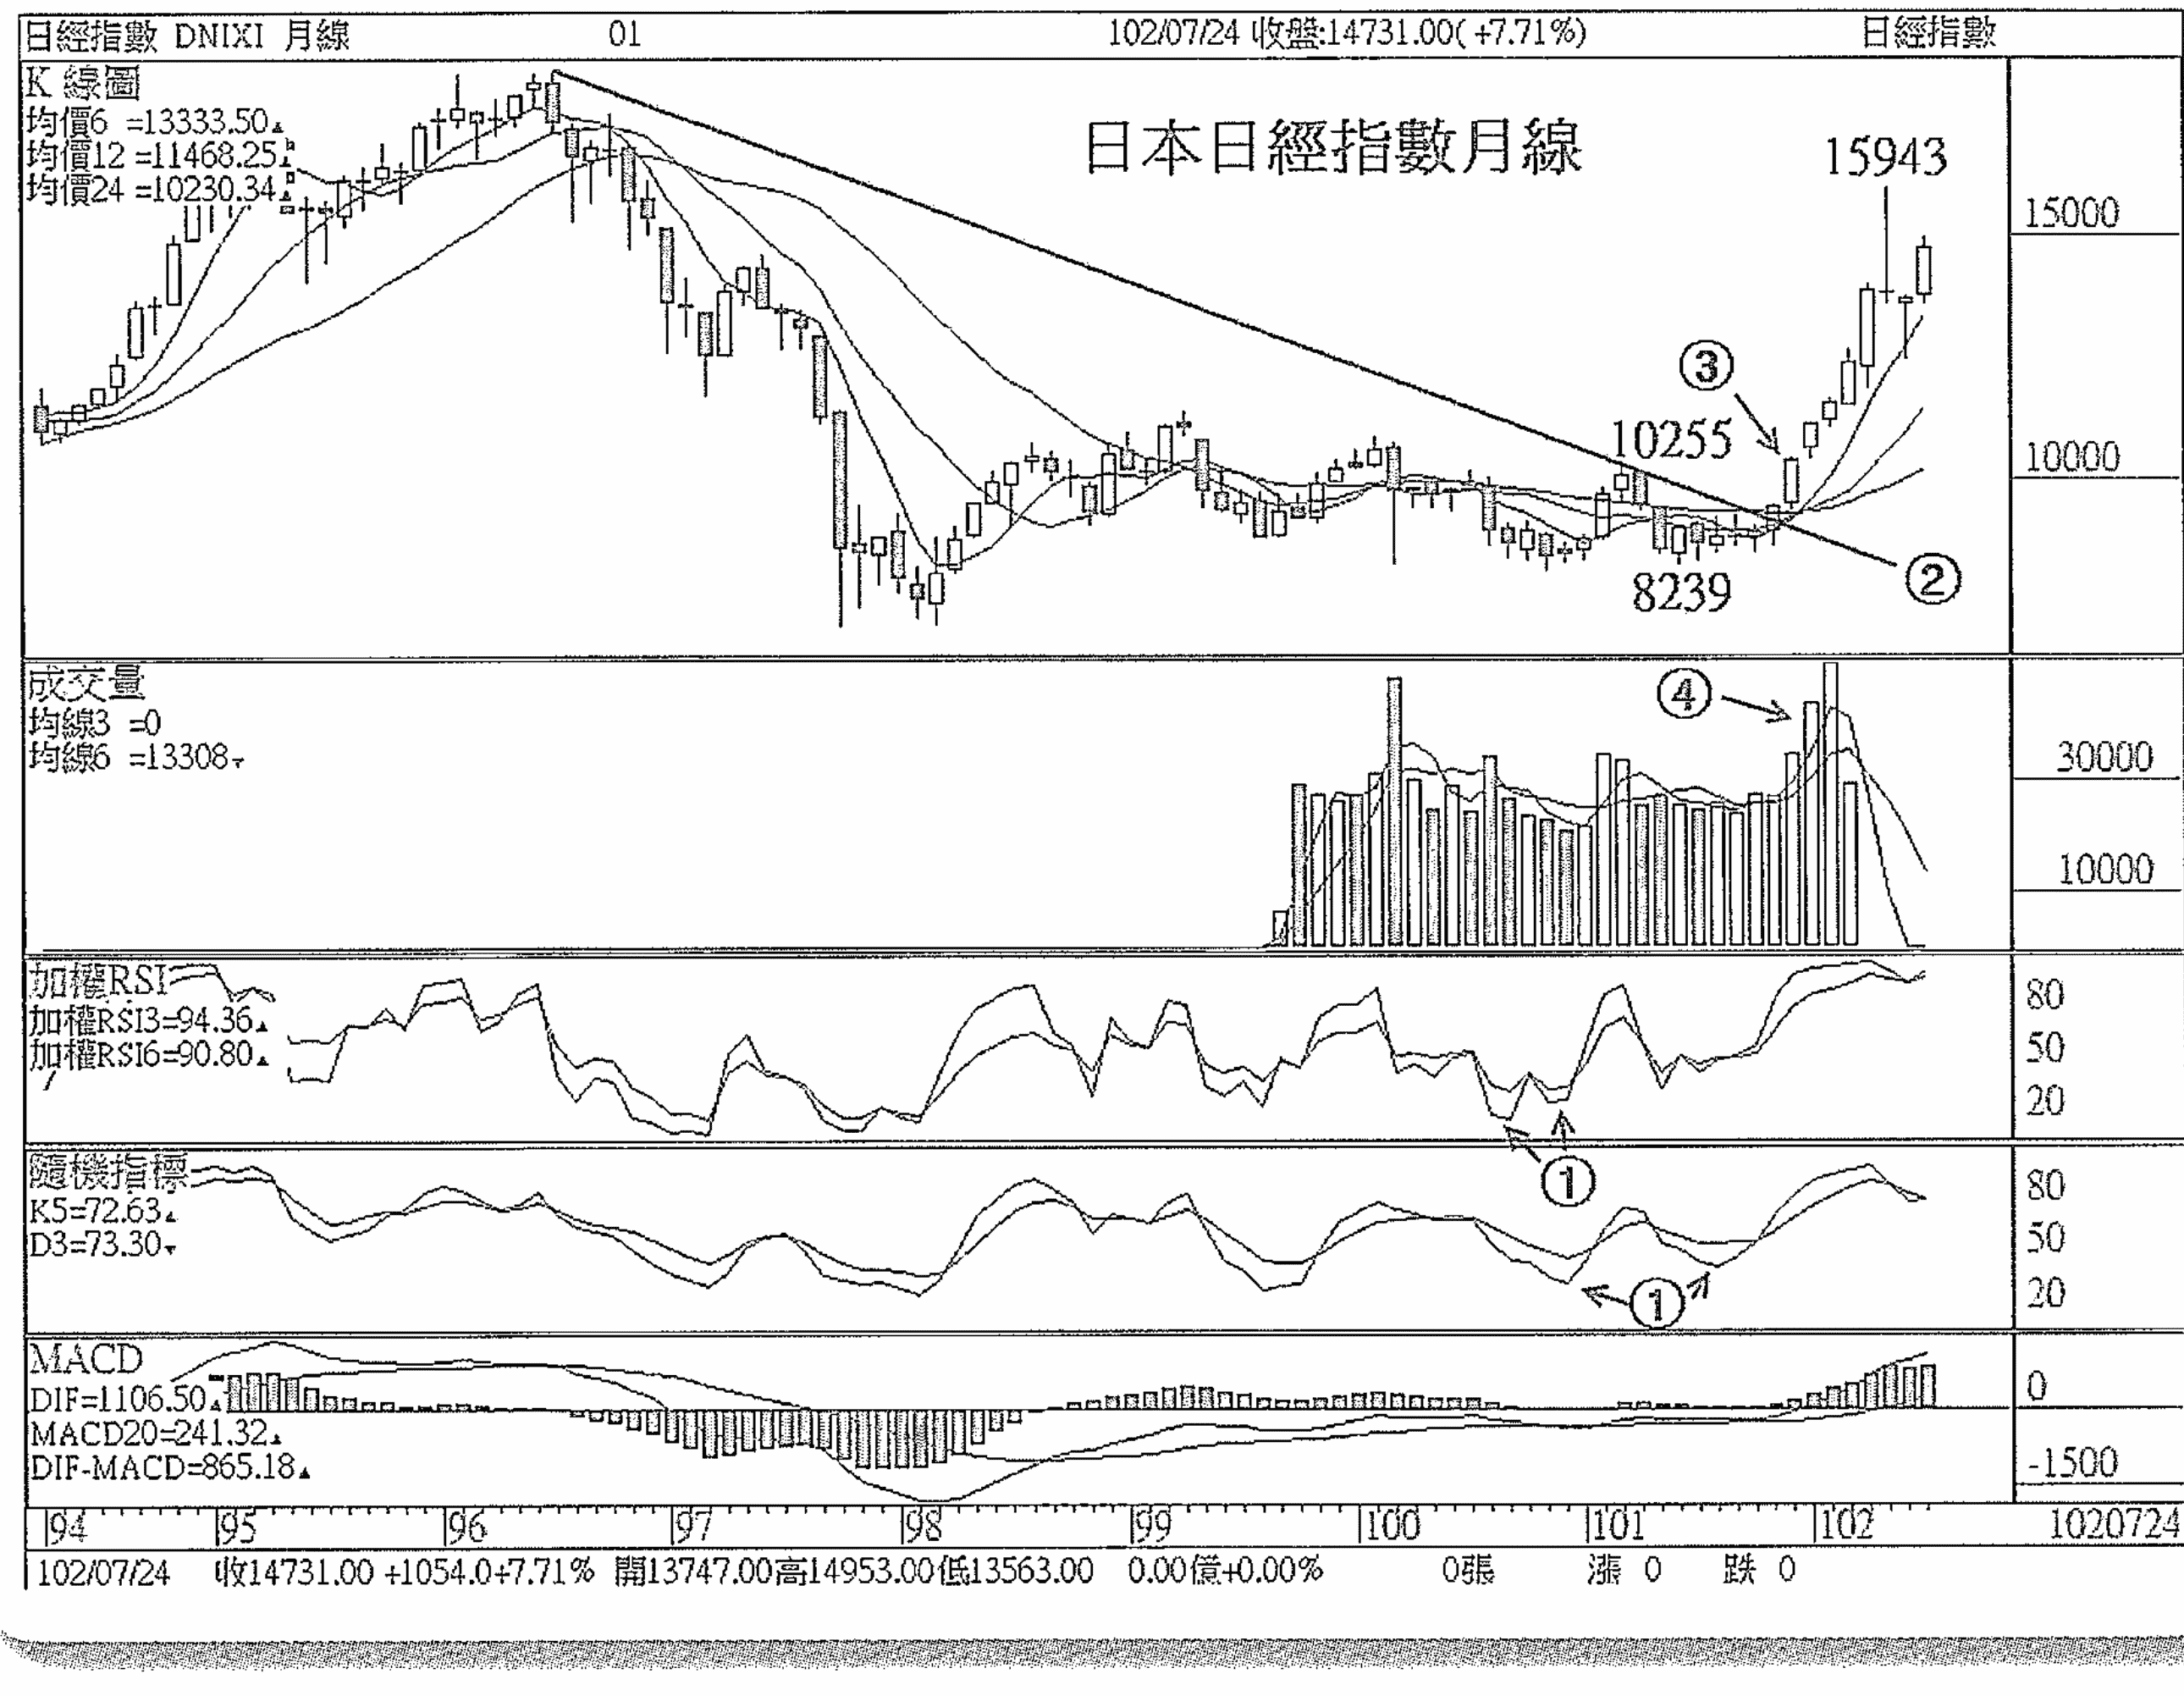 日經指數 DNIXI 月線 01 102/07/24 收盤:14731.00( +7.71%) 日經指數
K 線圖
均價6 =13333.50▲
均價12 =11468.25
均價24 =10230.34▲
日本日經指數月線
15943
15000
③
10255
10000
②
8239
成交量
均線3 =0
均線6 =13308▼
④
30000
10000
加權RSI
加權RSI3=94.36▲
加權RSI6=90.80▲
80
50
20
①
隨機指標
K5=72.63▲
D3=73.30▼
80
50
20
①
MACD
DIF=1106.50▲
MACD20=241.32▲
DIF-MACD=865.18▲
0
-1500
94 95 96 97 98 99 100 101 102 1020724
102/07/24 收14731.00 +1054.0+7.71% 開13747.00高14953.00低13563.00 0.00億+0.00% 0張 漲 0 跌 0